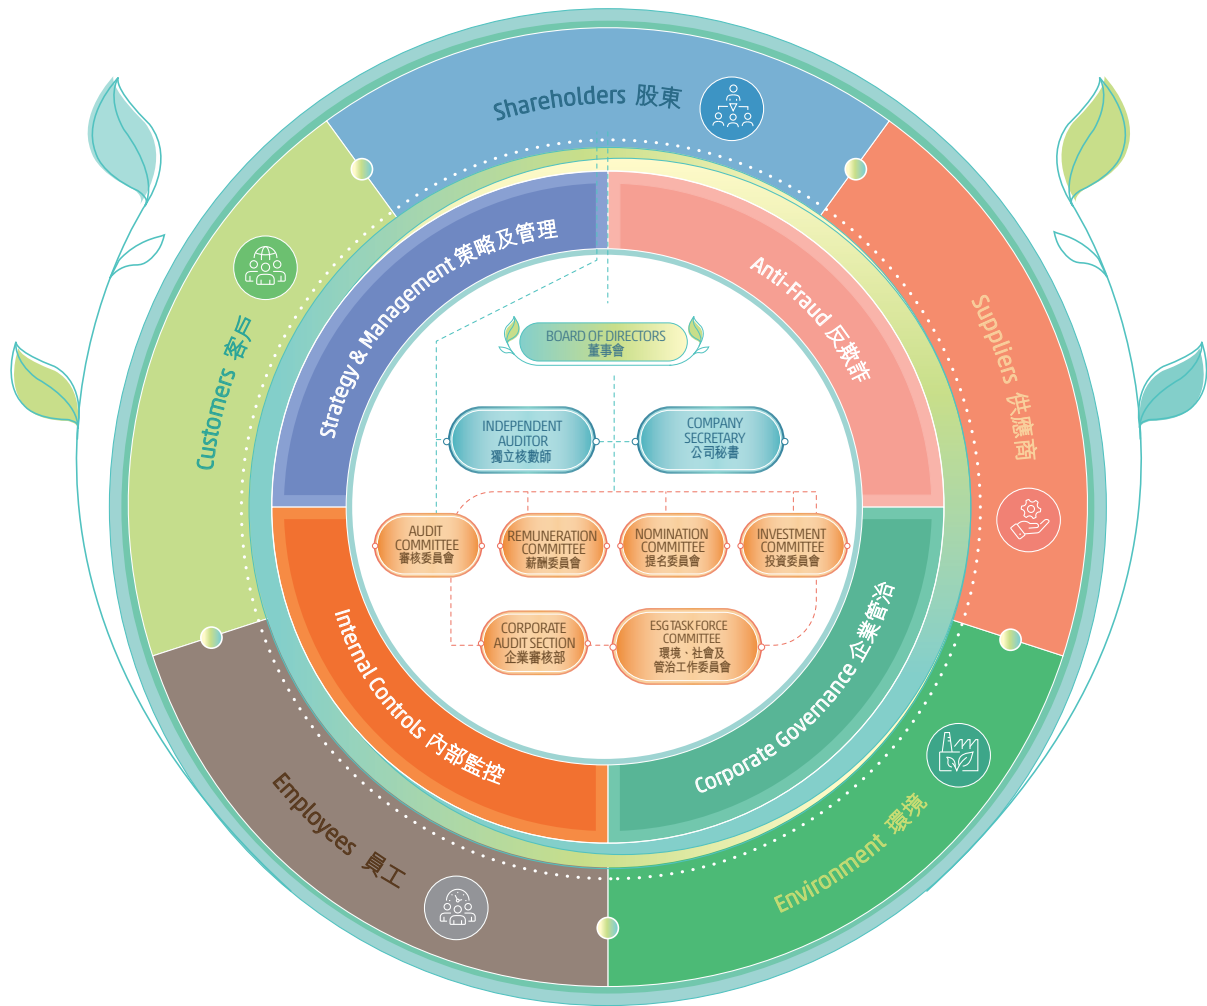 Shareholders 股東
Suppliers 供應商
Environment 環境
Employees 員工
Customers 客戶
Strategy & Management 策略及管理
Anti-Fraud 反欺詐
Corporate Governance 企業管治
Internal Controls 內部監控
BOARD OF DIRECTORS
董事會
INDEPENDENT
AUDITOR
獨立核數師
COMPANY
SECRETARY
公司秘書
AUDIT
COMMITTEE
審核委員會
REMUNERATION
COMMITTEE
薪酬委員會
NOMINATION
COMMITTEE
提名委員會
INVESTMENT
COMMITTEE
投資委員會
CORPORATE
AUDIT SECTION
企業審核部
ESG TASK FORCE
COMMITTEE
環境、社會及
管治工作委員會